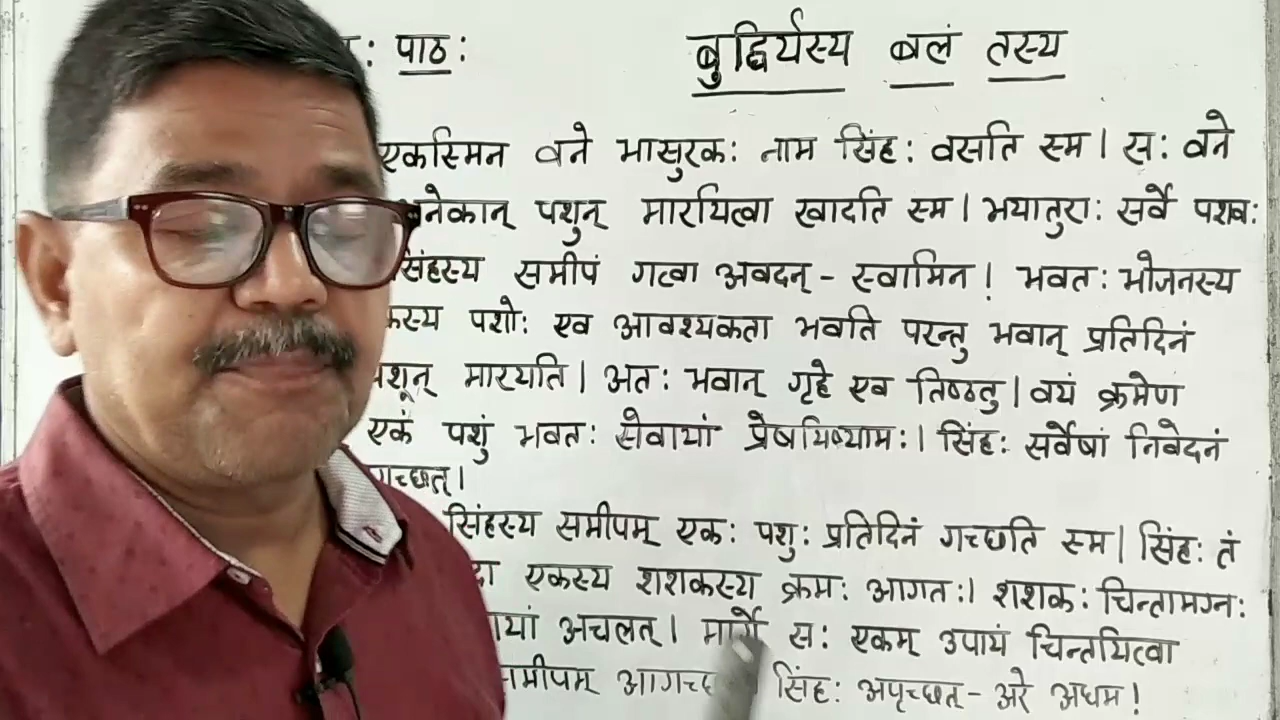 पाठः बुद्धिर्यस्य बलं तस्य
एकस्मिन वने भासुरकः नाम सिंहः वसति स्म। सः वने
पशुन् मारयित्वा खादति स्म। भयातुराः सर्वे पशवः
समीपं गत्वा अवदन् - स्वामिन! भवतः भोजनस्य
पशोः एव आवश्यकता भवति परन्तु भवान् प्रतिदिनं
मारयति। अतः भवान् गृहे एव तिष्ठतु। वयं क्रमेण
एकं पशुं भवतः सेवायां प्रेषयिष्यामः। सिंहः सर्वेषां निवेदनं
सिंहस्य समीपम् एकः पशुः प्रतिदिनं गच्छति स्म। सिंहः तं
एकस्य शशकस्य क्रमः आगतः। शशकः चिन्तामग्नः
अचलत्। मार्गे सः एकम् उपायं चिन्तयित्वा
सिंहः अपृच्छत् - अरे अधम!